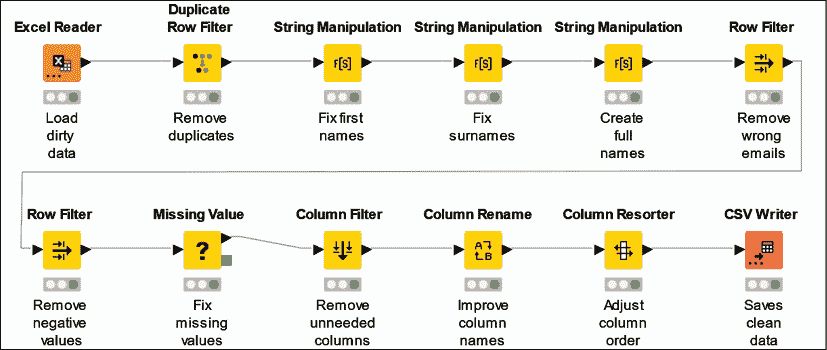 Excel Reader
Duplicate
Row Filter
String Manipulation
String Manipulation
String Manipulation
Row Filter
X
F[S]
F[S]
F[S]
Load
dirty
data
Remove
duplicates
Fix first
names
Fix
surnames
Create
full
names
Remove
wrong
emails
Row Filter
Missing Value
Column Filter
Column Rename
Column Resorter
CSV Writer
?
A
B
Remove
negative
values
Fix
missing
values
Remove
unneeded
columns
Improve
column
names
Adjust
column
order
Saves
clean
data